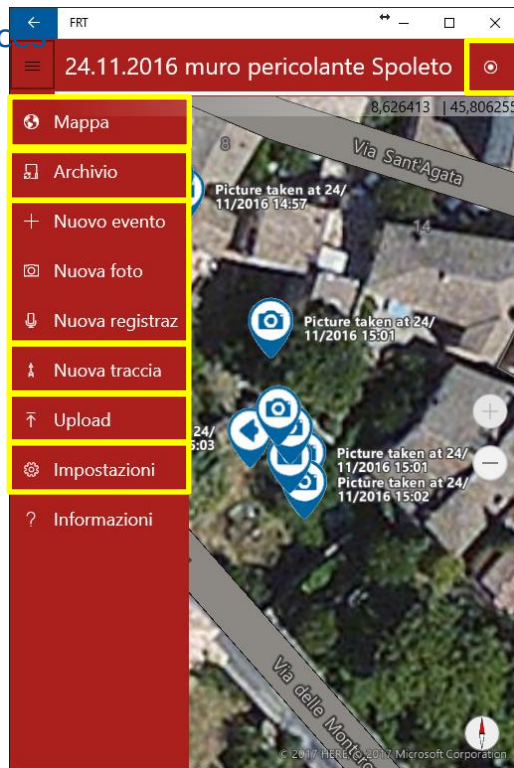 FRT
24.11.2016 muro pericolante Spoleto
8,626413 | 45,806255
Mappa
Archivio
Nuovo evento
Nuova foto
Nuova registraz
Nuova traccia
Upload
Impostazioni
? Informazioni
8
Via Sant'Agata
14
Picture taken at 24/
11/2016 14:57
Picture taken at 24/
11/2016 15:01
24/
5:03
Picture taken at 24/
11/2016 15:01
Picture taken at 24/
11/2016 15:02
Via delle
© 2017 HERE, © 2017 Microsoft Corporation